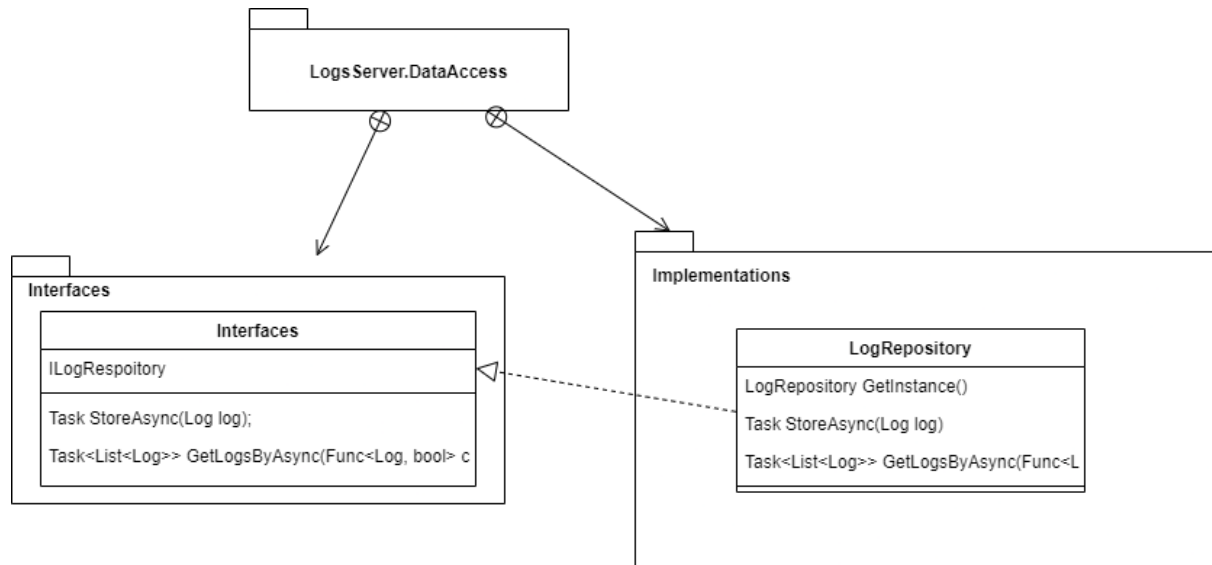 LogsServer.DataAccess
Interfaces
Interfaces
ILogRespoitory
Task StoreAsync(Log log);
Task<List<Log>> GetLogsByAsync(Func<Log, bool> c
Implementations
LogRepository
LogRepository GetInstance()
Task StoreAsync(Log log)
Task<List<Log>> GetLogsByAsync(Func<L